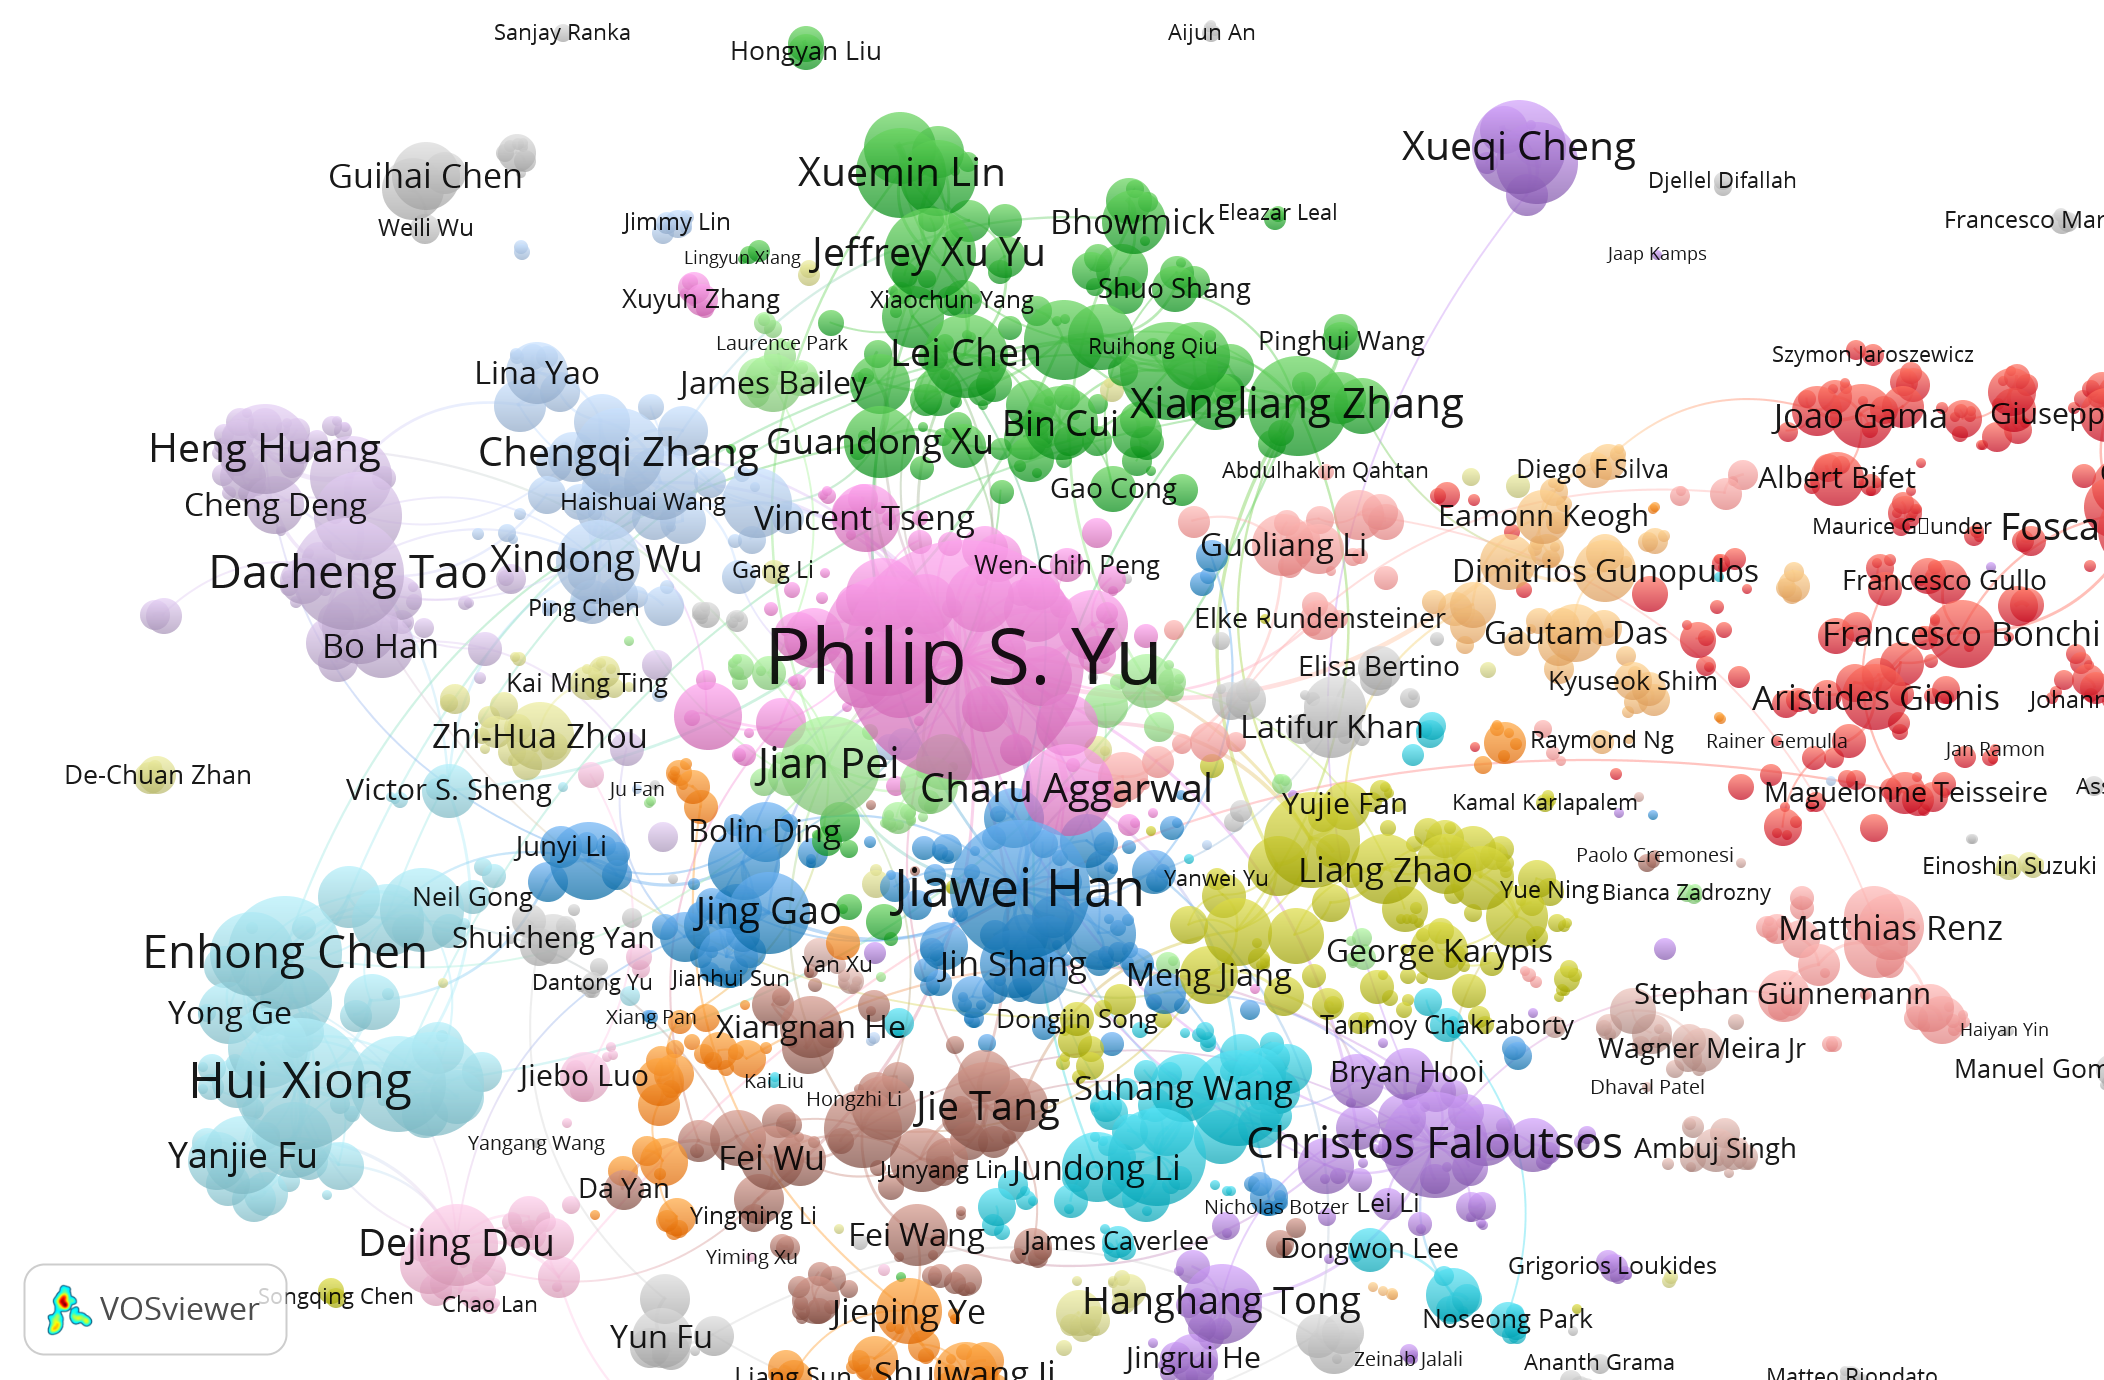 Sanjay Ranka
Aijun An
Hongyan Liu
Xueqi Cheng
Guihai Chen
Xuemin Lin
Djellel Difallah
Weili Wu
Jimmy Lin
Bhowmick
Eleazar Leal
Francesco Mar
Lingyun Xiang
Jeffrey Xu Yu
Jaap Kamps
Xuyun Zhang
Xiaochun Yang
Shuo Shang
Laurence Park
Lei Chen
Ruihong Qiu
Pinghui Wang
Szymon Jaroszewicz
Lina Yao
James Bailey
Xiangliang Zhang
Joao Gama
Giusepp
Heng Huang
Chengqi Zhang
Guandong Xu
Bin Cui
Abdulhakim Qahtan
Diego F Silva
Albert Bifet
Cheng Deng
Haishuai Wang
Gao Cong
Vincent Tseng
Eamonn Keogh
Maurice G▯under
Fosca
Guoliang Li
Dacheng Tao
Xindong Wu
Gang Li
Wen-Chih Peng
Dimitrios Gunopulos
Francesco Gullo
Ping Chen
Elke Rundensteiner
Bo Han
Philip S. Yu
Gautam Das
Francesco Bonchi
Elisa Bertino
Kai Ming Ting
Kyuseok Shim
Aristides Gionis
Johann
Zhi-Hua Zhou
Latifur Khan
Raymond Ng
Rainer Gemulla
Jan Ramon
De-Chuan Zhan
Jian Pei
Victor S. Sheng
Ju Fan
Charu Aggarwal
Yujie Fan
Kamal Karlapalem
Maguelonne Teisseire
Ass
Bolin Ding
Junyi Li
Paolo Cremonesi
Einoshin Suzuki
Neil Gong
Jiawei Han
Yanwei Yu
Liang Zhao
Yue Ning
Bianca Zadrozny
Jing Gao
Matthias Renz
Enhong Chen
Shuicheng Yan
Yan Xu
Jin Shang
George Karypis
Dantong Yu
Jianhui Sun
Meng Jiang
Stephan Günnemann
Yong Ge
Xiang Pan
Xiangnan He
Dongjin Song
Tanmoy Chakraborty
Haiyan Yin
Wagner Meira Jr
Hui Xiong
Jiebo Luo
Kai Liu
Suhang Wang
Bryan Hooi
Manuel Gom
Dhaval Patel
Hongzhi Li
Jie Tang
Yangang Wang
Yanjie Fu
Fei Wu
Junyang Lin
Jundong Li
Christos Faloutsos
Ambuj Singh
Da Yan
Nicholas Botzer
Lei Li
Yingming Li
Dejing Dou
Yiming Xu
Fei Wang
James Caverlee
Dongwon Lee
Grigorios Loukides
VOSviewer
Songqing Chen
Chao Lan
Jieping Ye
Hanghang Tong
Noseong Park
Yun Fu
Jingrui He
Zeinab Jalali
Ananth Grama
Liang Sun
Shuiwang Ji
Matteo Riondato